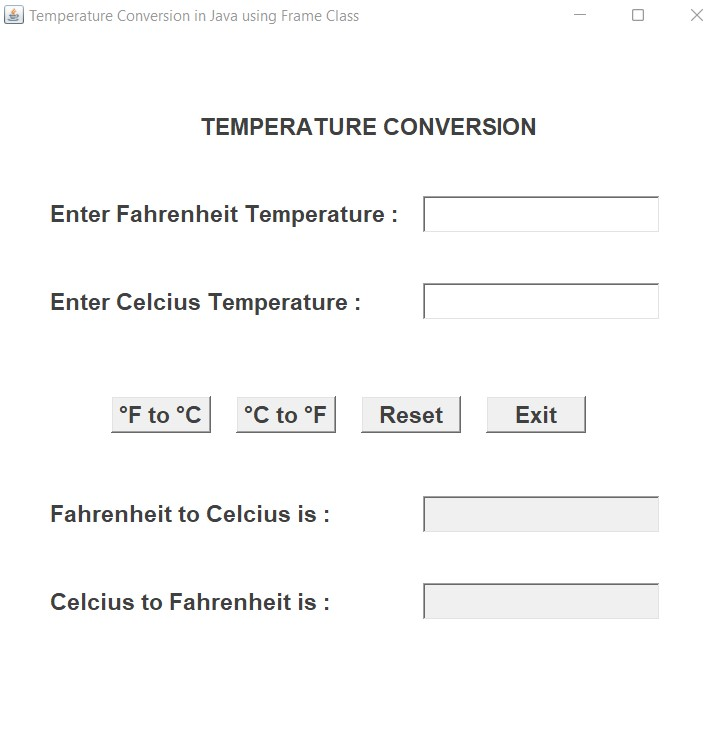 Temperature Conversion in Java using Frame Class
TEMPERATURE CONVERSION
Enter Fahrenheit Temperature :
Enter Celcius Temperature :
°F to °C °C to °F Reset Exit
Fahrenheit to Celcius is :
Celcius to Fahrenheit is :